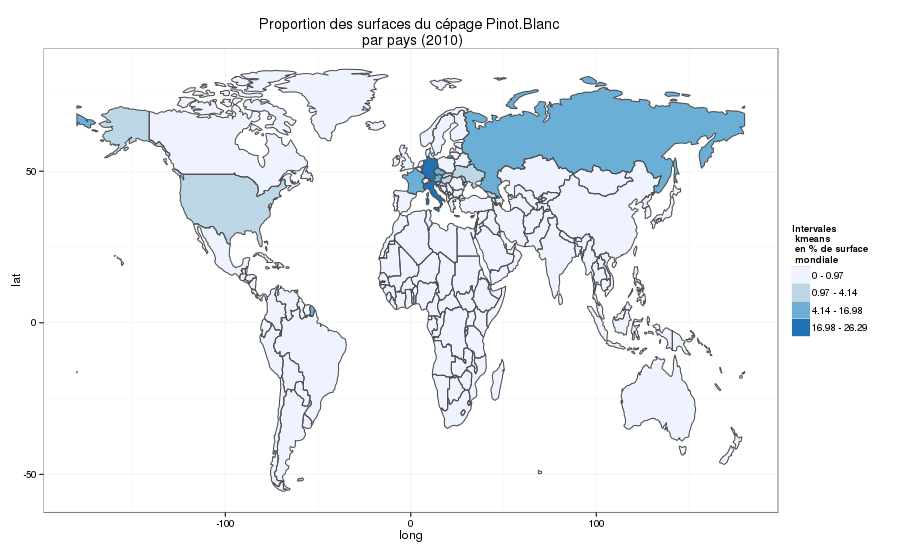 Proportion des surfaces du cépage Pinot.Blanc
par pays (2010)
50
0
-50
lat
-100
0
100
long
Intervales
kmeans
en % de surface
mondiale
0 - 0.97
0.97 - 4.14
4.14 - 16.98
16.98 - 26.29